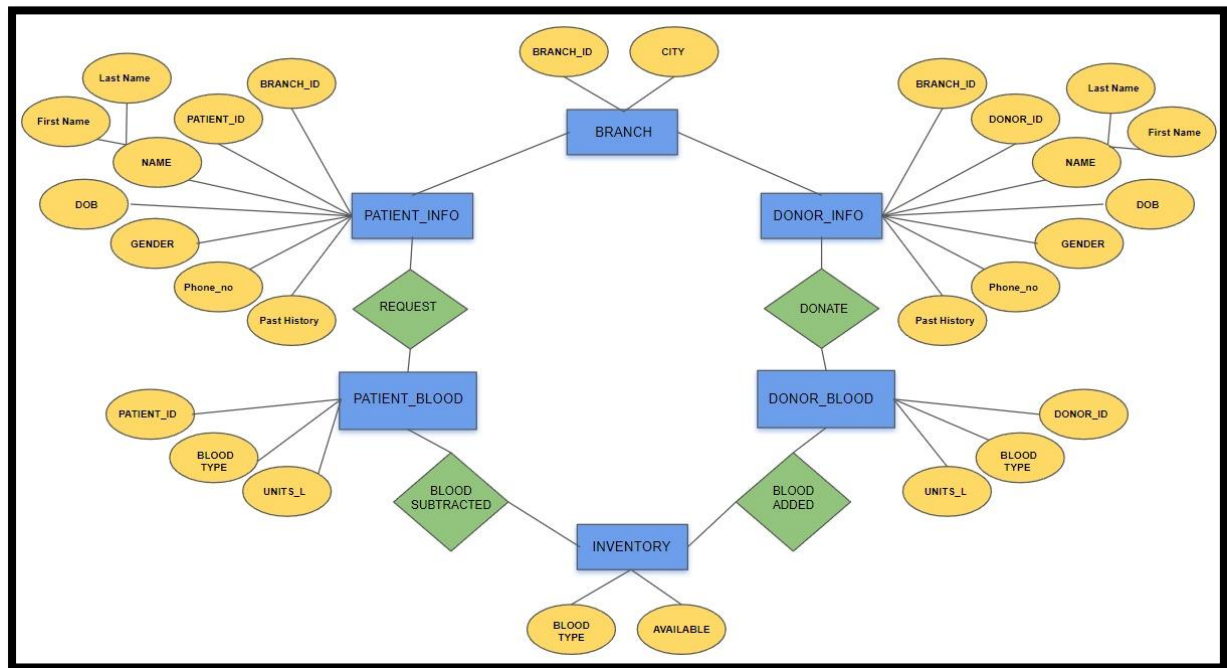 BRANCH_ID
CITY
Last Name
BRANCH_ID
First Name
PATIENT_ID
NAME
DOB
GENDER
Phone_no
Past History
BRANCH
BRANCH_ID
Last Name
DONOR_ID
First Name
NAME
DOB
GENDER
Phone_no
Past History
PATIENT_INFO
DONOR_INFO
REQUEST
DONATE
PATIENT_BLOOD
DONOR_BLOOD
PATIENT_ID
BLOOD
TYPE
UNITS_L
DONOR_ID
BLOOD
TYPE
UNITS_L
BLOOD
SUBTRACTED
BLOOD
ADDED
INVENTORY
BLOOD
TYPE
AVAILABLE